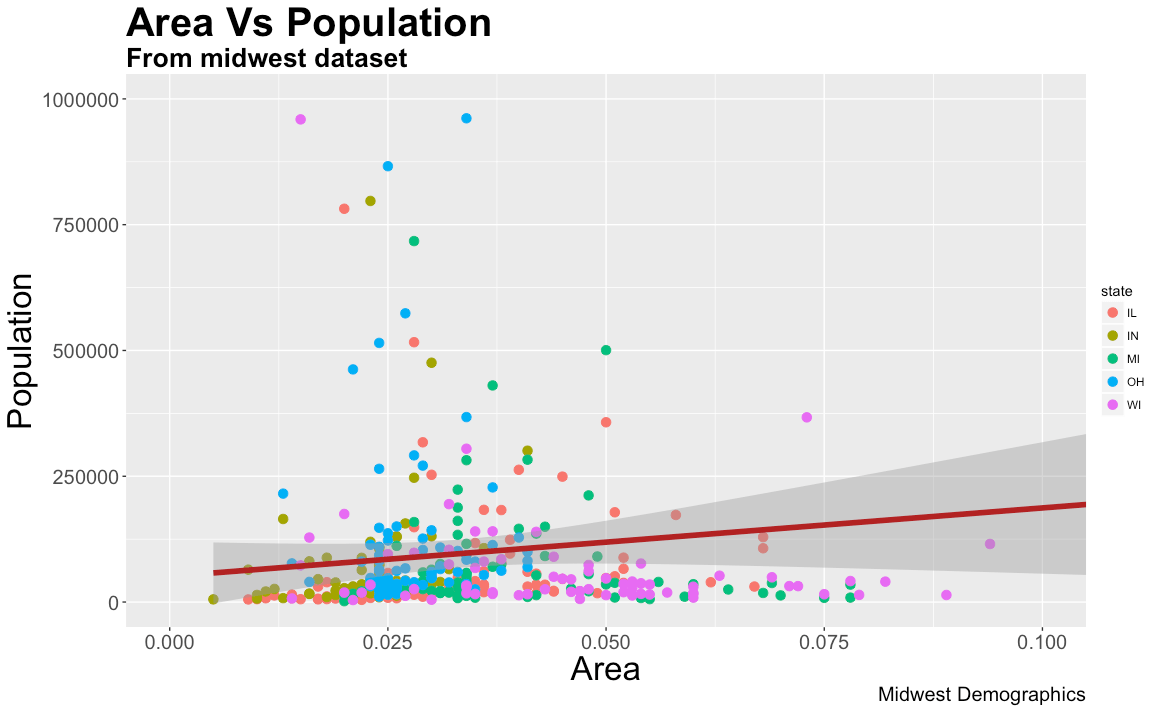 Area Vs Population
From midwest dataset
Population
1000000
750000
500000
250000
0
0.000 0.025 0.050 0.075 0.100
Area
Midwest Demographics
state
IL
IN
MI
OH
WI